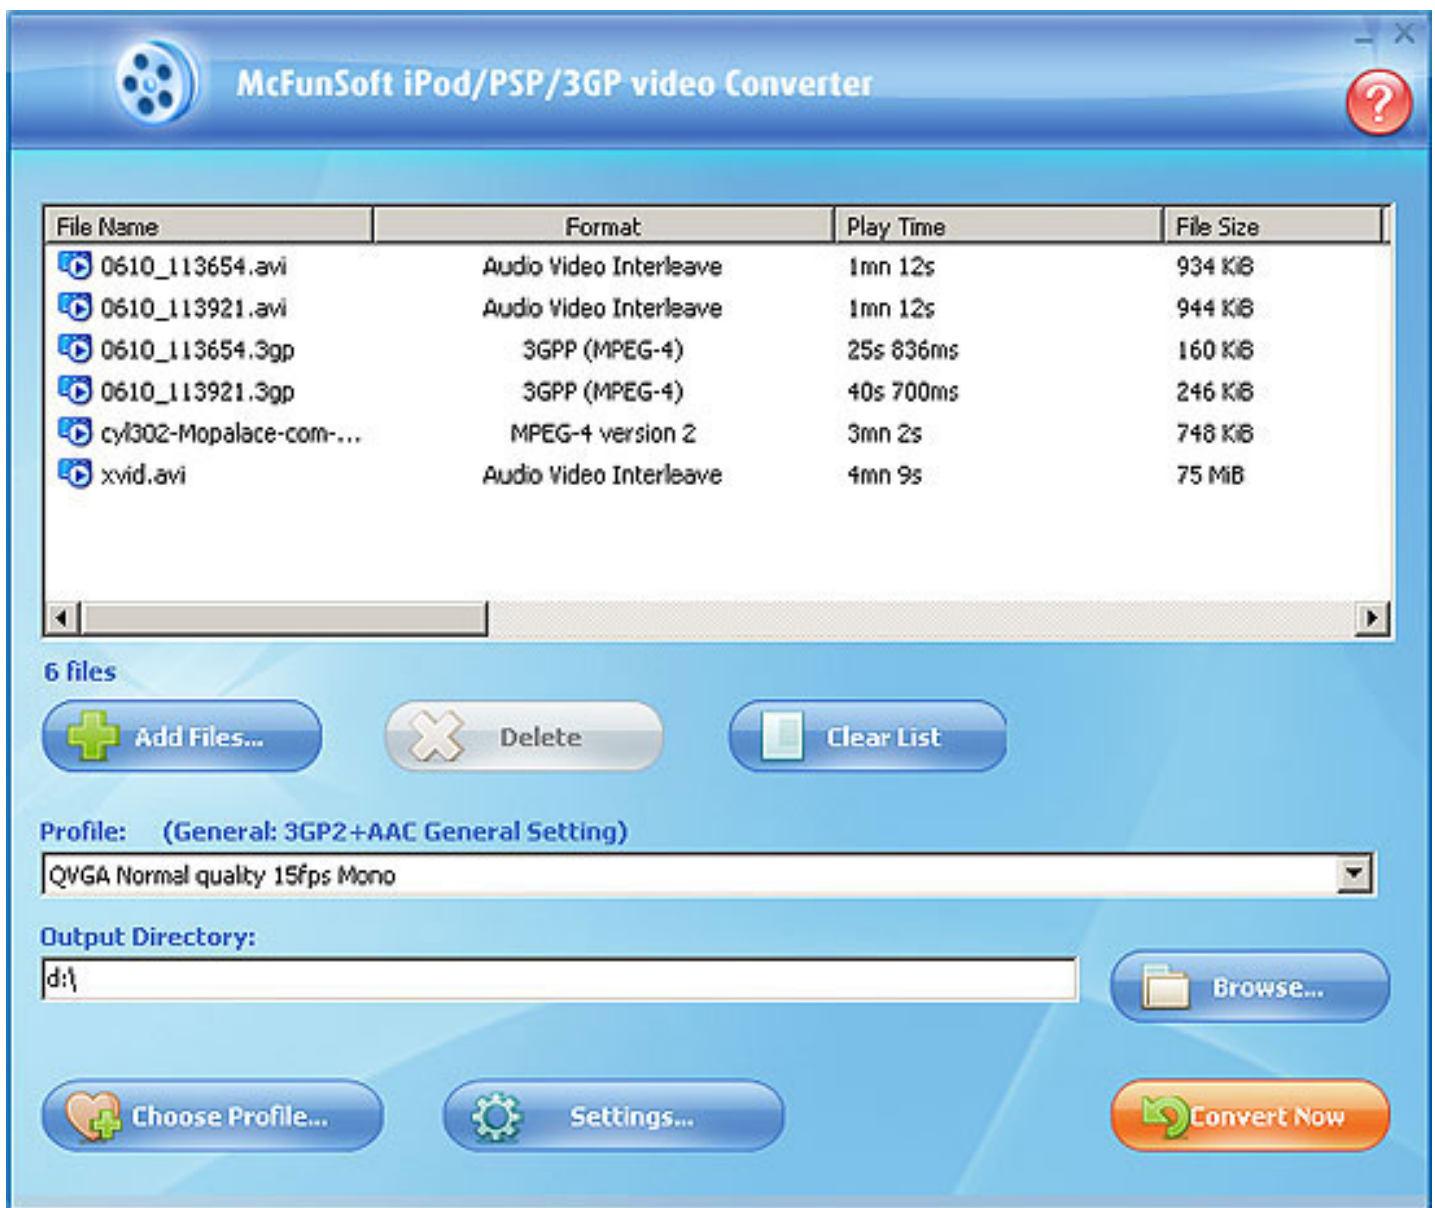 McFunSoft iPod/PSP/3GP video Converter
?
File Name Format Play Time File Size
0610_113654.avi Audio Video Interleave 1mn 12s 934 KiB
0610_113921.avi Audio Video Interleave 1mn 12s 944 KiB
0610_113654.3gp 3GPP (MPEG-4) 25s 836ms 160 KiB
0610_113921.3gp 3GPP (MPEG-4) 40s 700ms 246 KiB
cyl302-Mopalace-com-... MPEG-4 version 2 3mn 2s 748 KiB
xvid.avi Audio Video Interleave 4mn 9s 75 MiB
6 files
Add Files... Delete Clear List
Profile: (General: 3GP2+AAC General Setting)
QVGA Normal quality 15fps Mono
Output Directory:
d:\
Browse...
Choose Profile... Settings... Convert Now